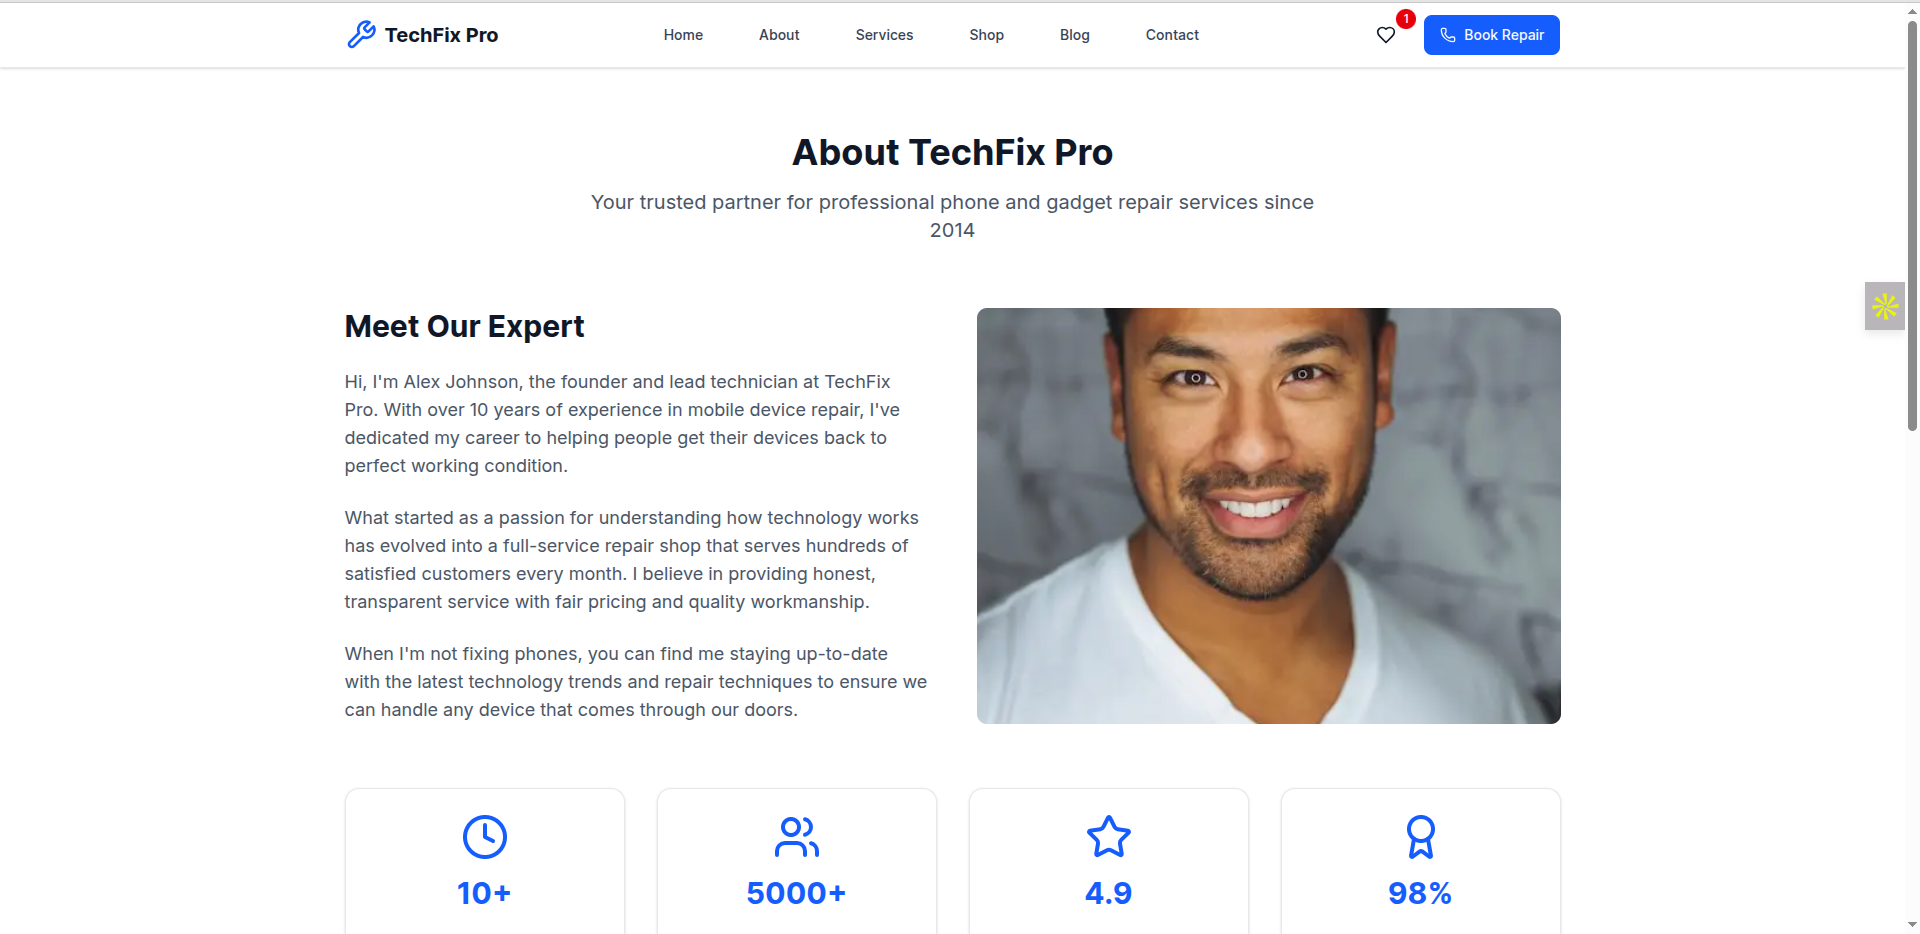 TechFix Pro
Home
About
Services
Shop
Blog
Contact
1
Book Repair
About TechFix Pro
Your trusted partner for professional phone and gadget repair services since
2014
Meet Our Expert
Hi, I'm Alex Johnson, the founder and lead technician at TechFix
Pro. With over 10 years of experience in mobile device repair, I've
dedicated my career to helping people get their devices back to
perfect working condition.
What started as a passion for understanding how technology works
has evolved into a full-service repair shop that serves hundreds of
satisfied customers every month. I believe in providing honest,
transparent service with fair pricing and quality workmanship.
When I'm not fixing phones, you can find me staying up-to-date
with the latest technology trends and repair techniques to ensure we
can handle any device that comes through our doors.
10+
5000+
4.9
98%